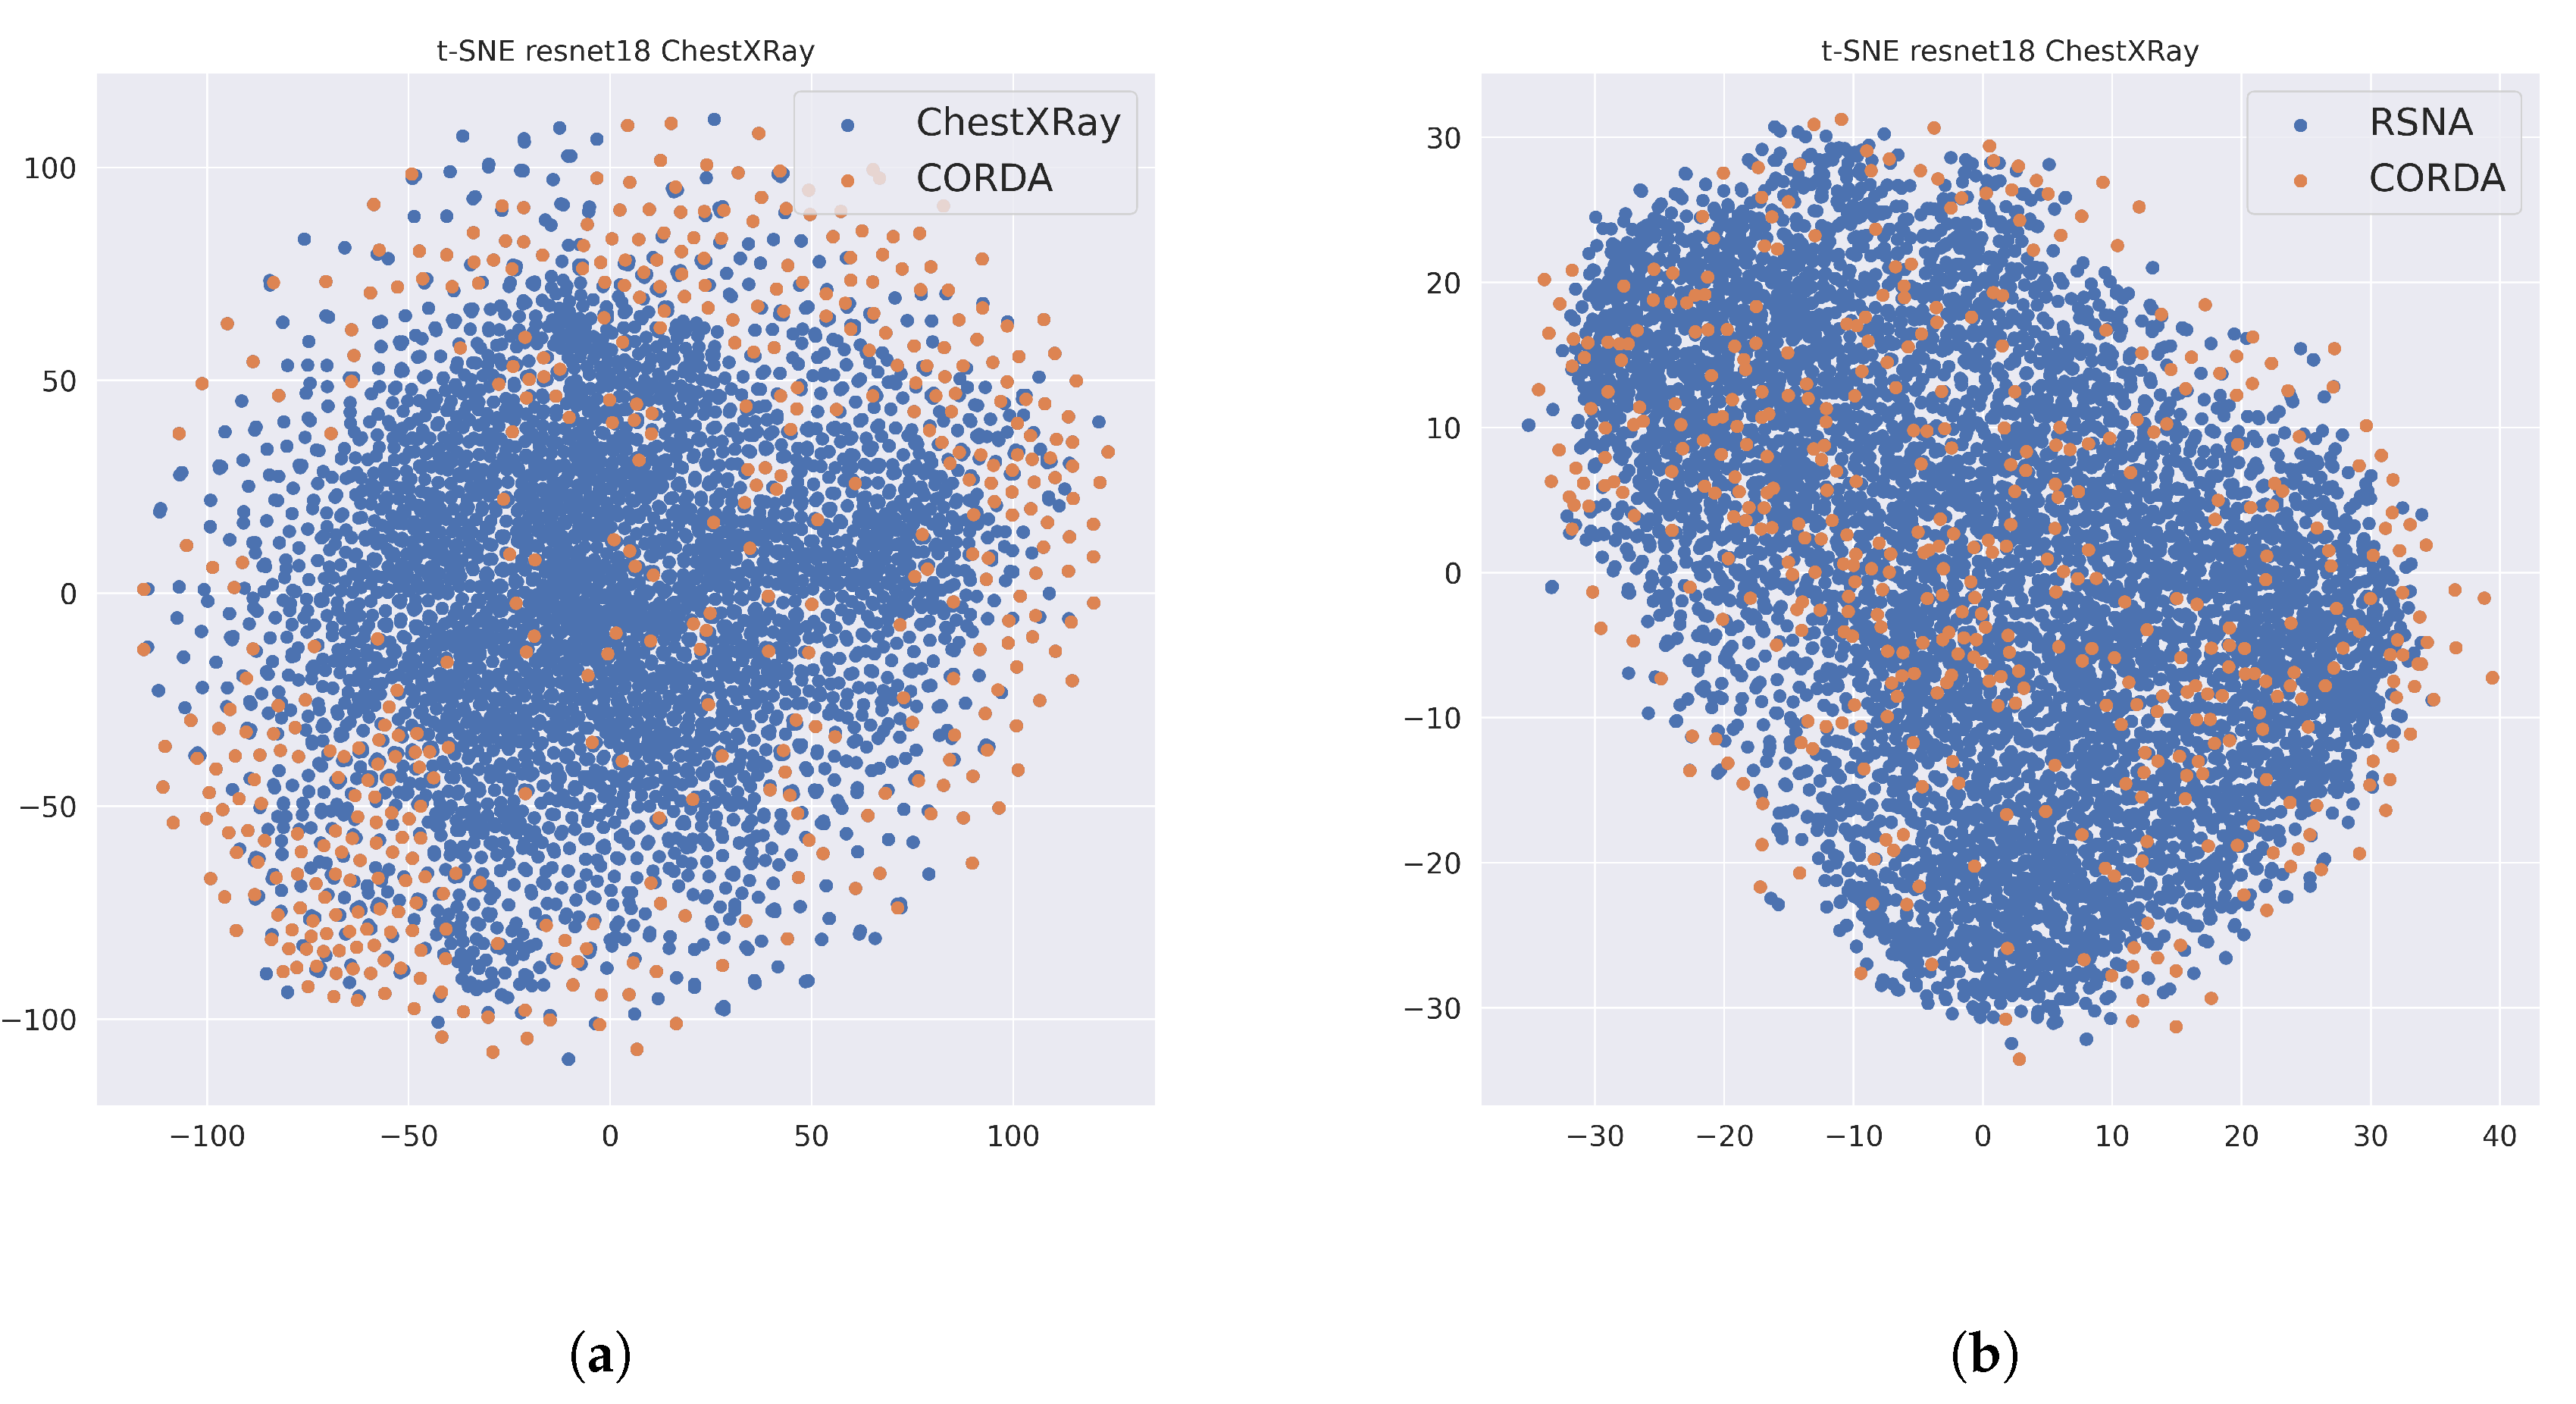 t-SNE resnet18 ChestXRay
ChestXRay
CORDA
100
50
0
−50
−100
−100 −50 0 50 100
(a)
t-SNE resnet18 ChestXRay
RSNA
CORDA
30
20
10
0
−10
−20
−30
−30 −20 −10 0 10 20 30 40
(b)